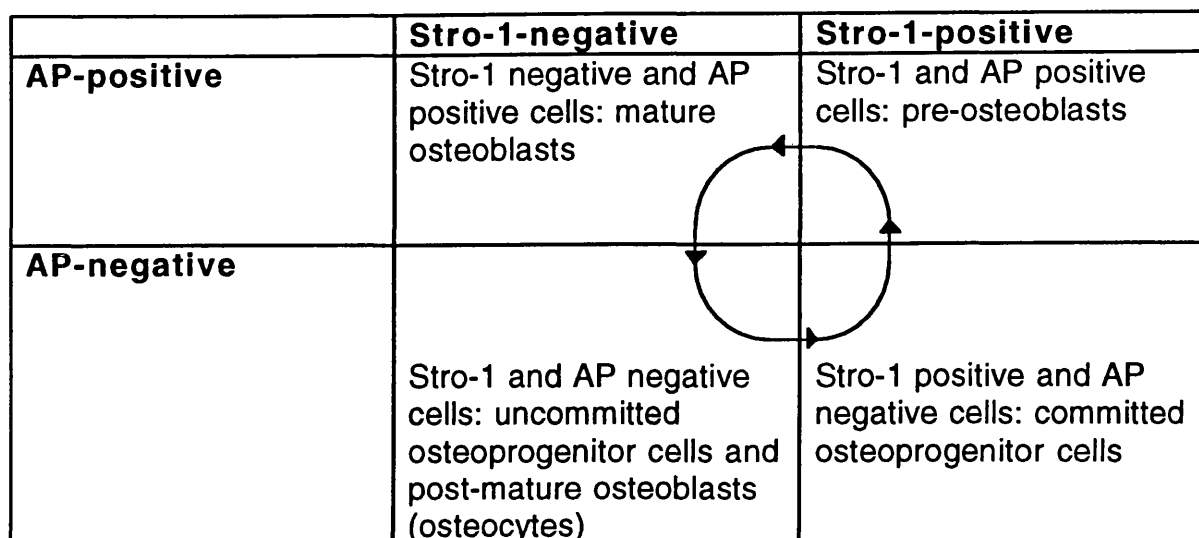 Stro-1-negative
Stro-1-positive
AP-positive
Stro-1 negative and AP
positive cells: mature
osteoblasts
Stro-1 and AP positive
cells: pre-osteoblasts
AP-negative
Stro-1 and AP negative
cells: uncommitted
osteoprogenitor cells and
post-mature osteoblasts
(osteocytes)
Stro-1 positive and AP
negative cells: committed
osteoprogenitor cells